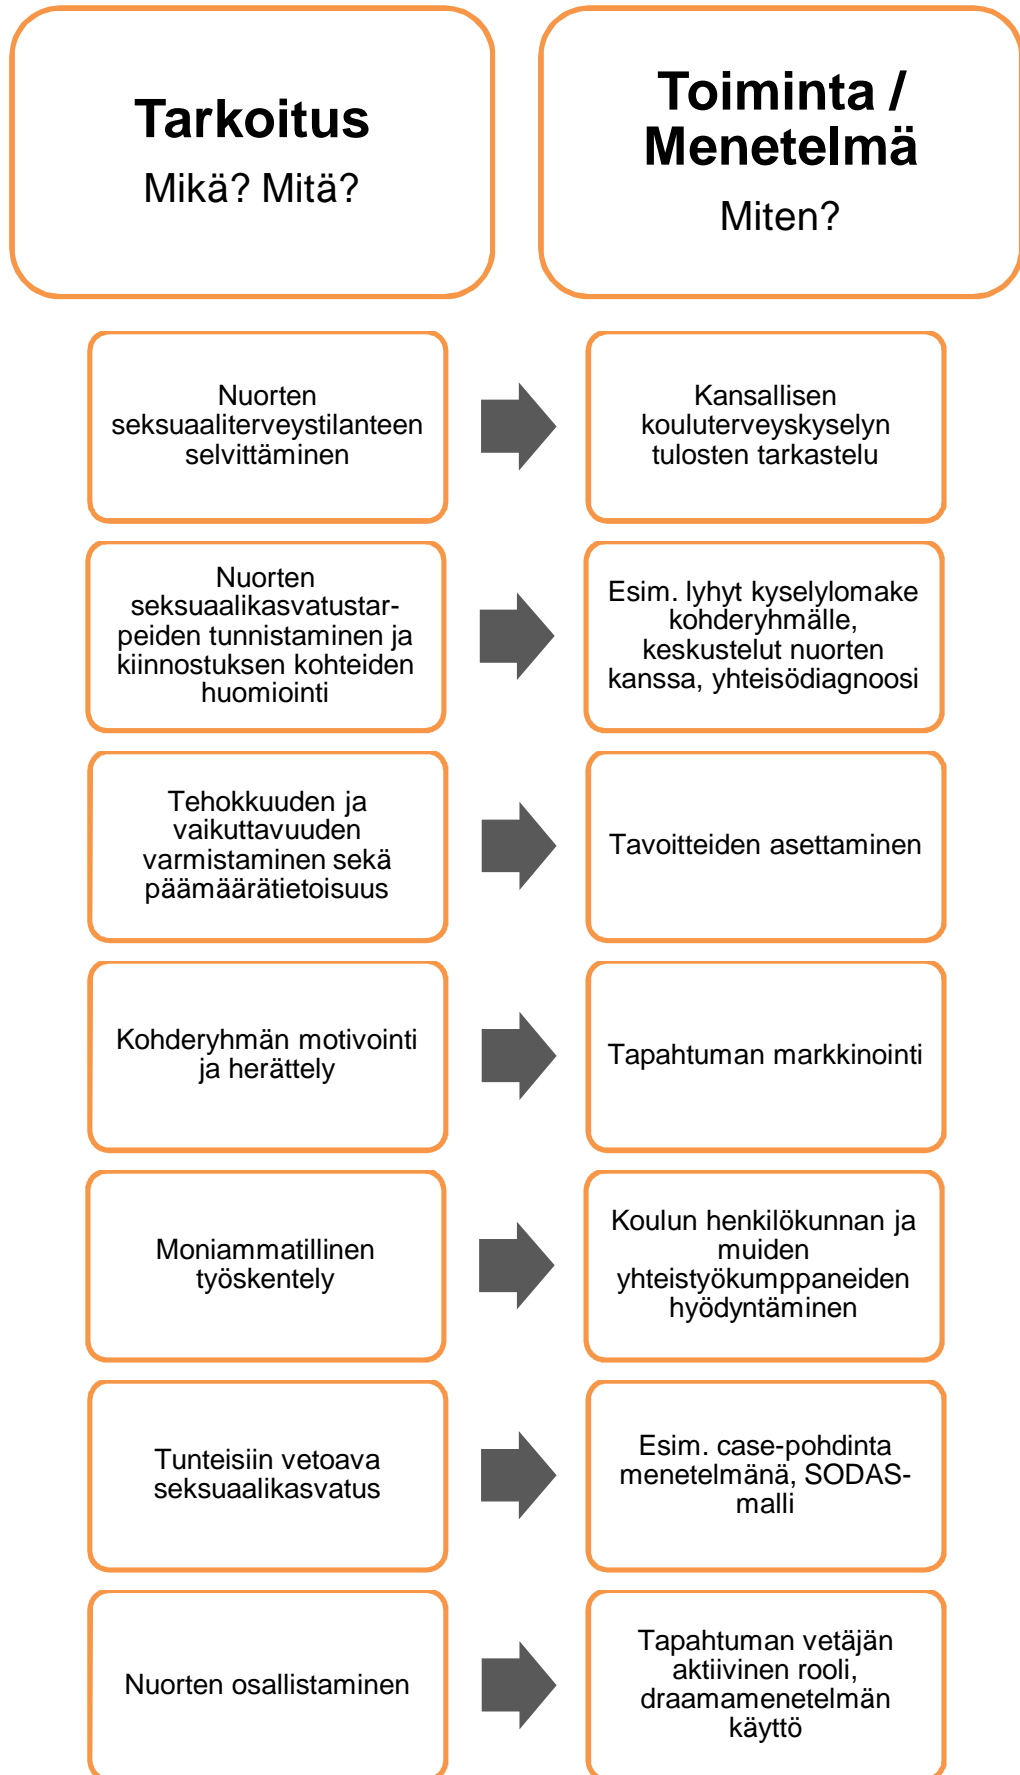 Tarkoitus
Mikä? Mitä?
Toiminta /
Menetelmä
Miten?
Nuorten
seksuaaliterveystilanteen
selvittäminen
Kansallisen
kouluterveyskyselyn
tulosten tarkastelu
Nuorten
seksuaalikasvatustar-
peiden tunnistaminen ja
kiinnostuksen kohteiden
huomiointi
Esim. lyhyt kyselylomake
kohderyhmälle,
keskustelut nuorten
kanssa, yhteisödiagnoosi
Tehokkuuden ja
vaikuttavuuden
varmistaminen sekä
päämäärätietoisuus
Tavoitteiden asettaminen
Kohderyhmän motivointi
ja herättely
Tapahtuman markkinointi
Moniammatillinen
työskentely
Koulun henkilökunnan ja
muiden
yhteistyökumppaneiden
hyödyntäminen
Tunteisiin vetoava
seksuaalikasvatus
Esim. case-pohdinta
menetelmänä, SODAS-
malli
Nuorten osallistaminen
Tapahtuman vetäjän
aktiivinen rooli,
draamamenetelmän
käyttö